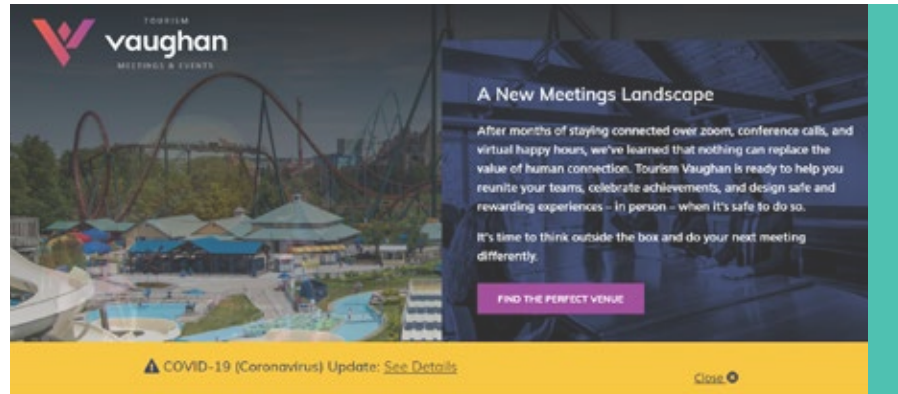 TOURISM
vaughan
MEETINGS & EVENTS
A New Meetings Landscape
After months of staying connected over zoom, conference calls, and
virtual happy hours, we've learned that nothing can replace the
value of human connection. Tourism Vaughan is ready to help you
reunite your teams, celebrate achievements, and design safe and
rewarding experiences – in person – when it's safe to do so.
It's time to think outside the box and do your next meeting
differently.
FIND THE PERFECT VENUE
COVID-19 (Coronavirus) Update: See Details
Close